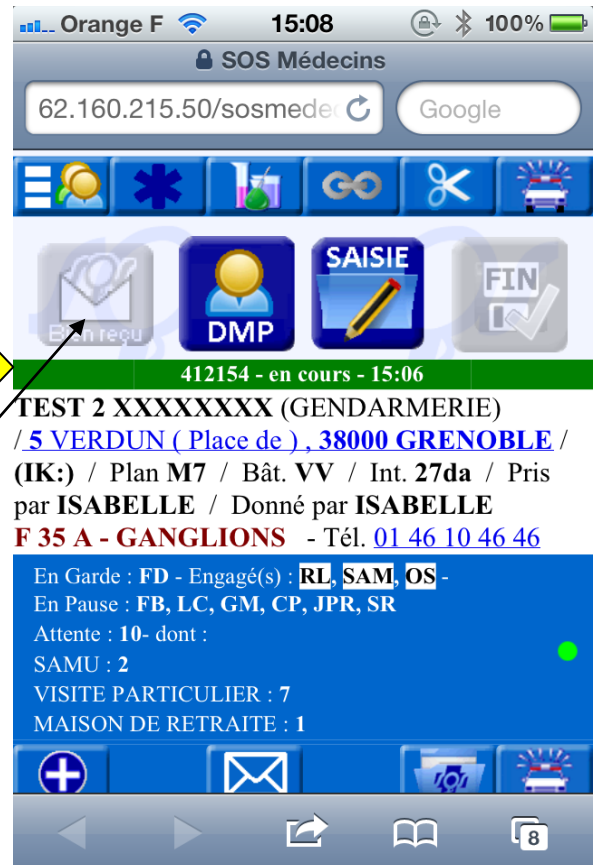 Orange F 15:08 100%
SOS Médecins
62.160.215.50/sosmedec Google
SAISIE
FIN
Bien reçu DMP
412154 - en cours - 15:06
TEST 2 XXXXXXXX (GENDARMERIE)
/ 5 VERDUN ( Place de ) , 38000 GRENOBLE /
(IK:) / Plan M7 / Bât. VV / Int. 27da / Pris
par ISABELLE / Donné par ISABELLE
F 35 A - GANGLIONS - Tél. 01 46 10 46 46
En Garde : FD - Engagé(s) : RL, SAM, OS -
En Pause : FB, LC, GM, CP, JPR, SR
Attente : 10- dont :
SAMU : 2
VISITE PARTICULIER : 7
MAISON DE RETRAITE : 1
8